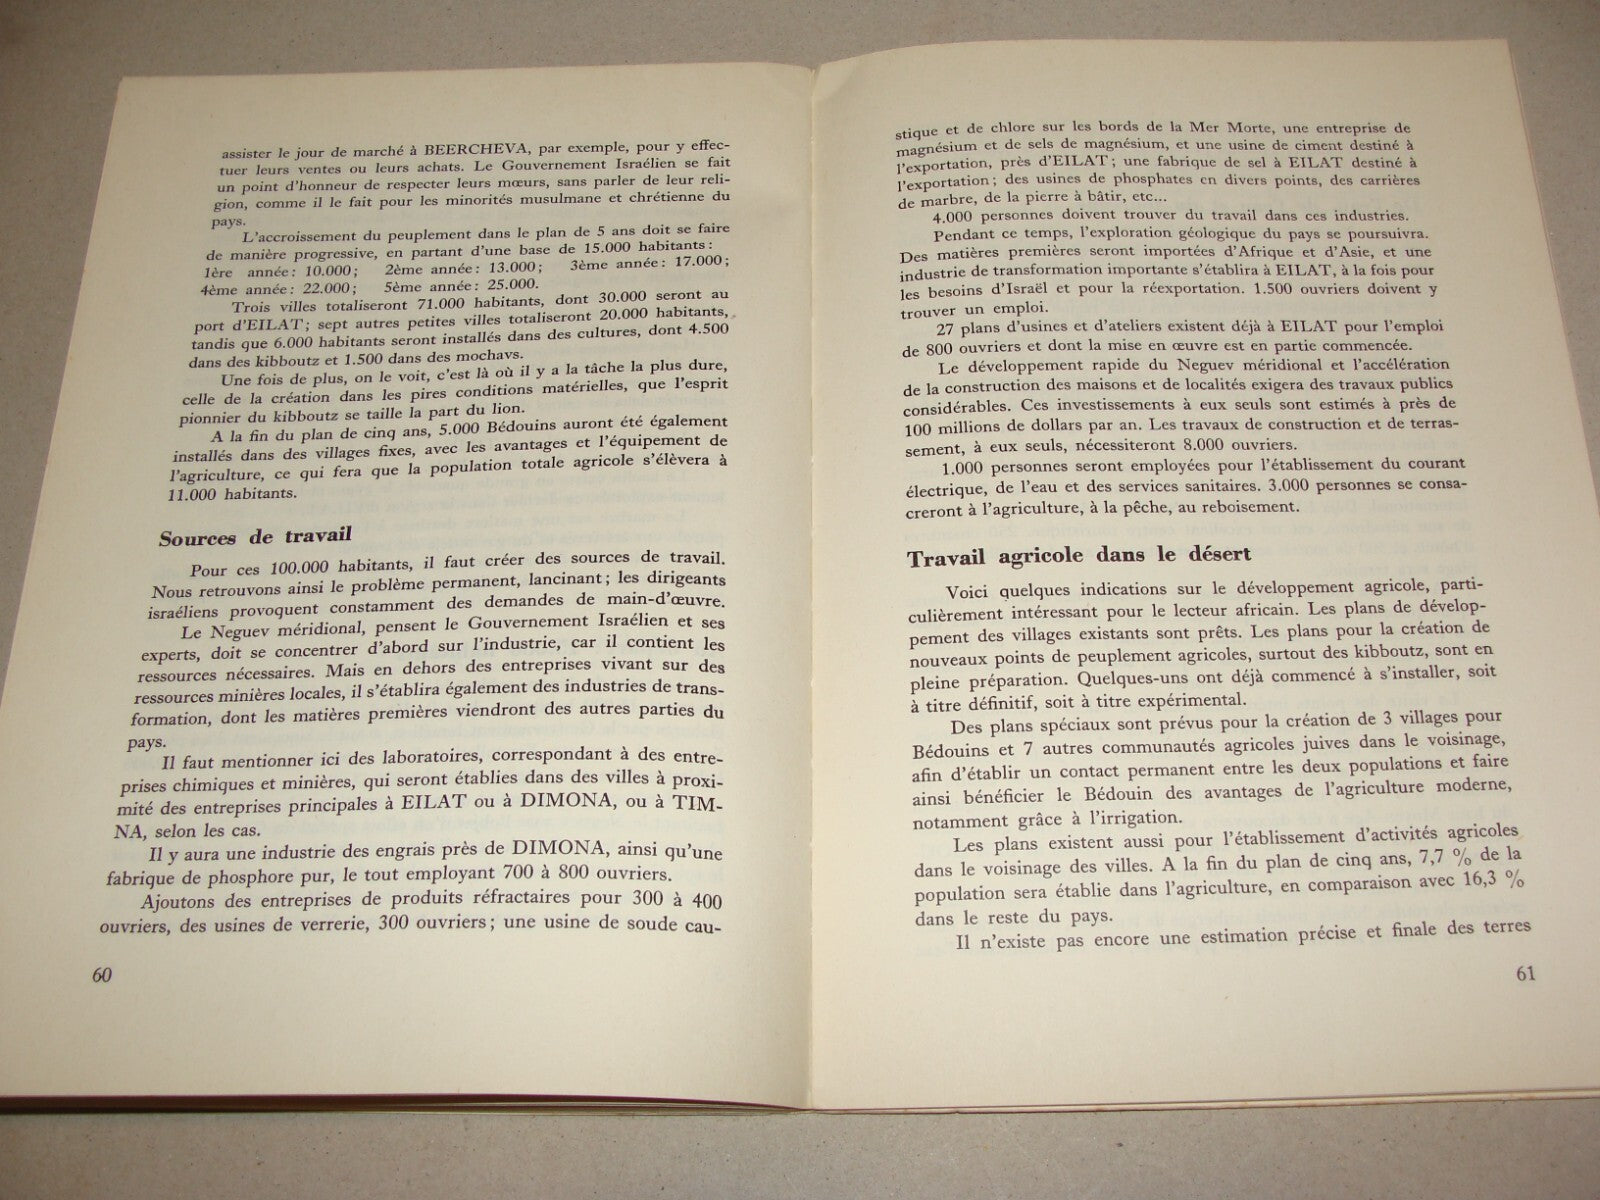 assister le jour de marché à BEERCHEVA, par exemple, pour y effec-
tuer leurs ventes ou leurs achats. Le Gouvernement Israélien se fait
un point d'honneur de respecter leurs mœurs, sans parler de leur reli-
gion, comme il le fait pour les minorités musulmane et chrétienne du
pays.
L'accroissement du peuplement dans le plan de 5 ans doit se faire
de manière progressive, en partant d'une base de 15.000 habitants :
1ère année : 10.000 ; 2ème année : 13.000 ; 3ème année : 17.000 ;
4ème année : 22.000 ; 5ème année : 25.000.
Trois villes totaliseront 71.000 habitants, dont 30.000 seront au
port d'EILAT ; sept autres petites villes totaliseront 20.000 habitants,
tandis que 6.000 habitants seront installés dans des cultures, dont 4.500
dans des kibboutz et 1.500 dans des mochavs.
Une fois de plus, on le voit, c'est là où il y a la tâche la plus dure,
celle de la création dans les pires conditions matérielles, que l'esprit
pionnier du kibboutz se taille la part du lion.
A la fin du plan de cinq ans, 5.000 Bédouins auront été également
installés dans des villages fixes, avec les avantages et l'équipement de
l'agriculture, ce qui fera que la population totale agricole s'élèvera à
11.000 habitants.
Sources de travail
Pour ces 100.000 habitants, il faut créer des sources de travail.
Nous retrouvons ainsi le problème permanent, lancinant ; les dirigeants
israéliens provoquent constamment des demandes de main-d'œuvre.
Le Neguev méridional, pensent le Gouvernement Israélien et ses
experts, doit se concentrer d'abord sur l'industrie, car il contient les
ressources nécessaires. Mais en dehors des entreprises vivant sur des
ressources minières locales, il s'établira également des industries de trans-
formation, dont les matières premières viendront des autres parties du
pays.
Il faut mentionner ici des laboratoires, correspondant à des entre-
prises chimiques et minières, qui seront établies dans des villes à proxi-
mité des entreprises principales à EILAT ou à DIMONA, ou à TIM-
NA, selon les cas.
Il y aura une industrie des engrais près de DIMONA, ainsi qu'une
fabrique de phosphore pur, le tout employant 700 à 800 ouvriers.
Ajoutons des entreprises de produits réfractaires pour 300 à 400
ouvriers, des usines de verrerie, 300 ouvriers ; une usine de soude cau-
60
stique et de chlore sur les bords de la Mer Morte, une entreprise de
magnésium et de sels de magnésium, et une usine de ciment destiné à
l'exportation, près d'EILAT ; une fabrique de sel à EILAT destiné à
l'exportation ; des usines de phosphates en divers points, des carrières
de marbre, de la pierre à bâtir, etc...
4.000 personnes doivent trouver du travail dans ces industries.
Pendant ce temps, l'exploration géologique du pays se poursuivra.
Des matières premières seront importées d'Afrique et d'Asie, et une
industrie de transformation importante s'établira à EILAT, à la fois pour
les besoins d'Israël et pour la réexportation. 1.500 ouvriers doivent y
trouver un emploi.
27 plans d'usines et d'ateliers existent déjà à EILAT pour l'emploi
de 800 ouvriers et dont la mise en œuvre est en partie commencée.
Le développement rapide du Neguev méridional et l'accélération
de la construction des maisons et de localités exigera des travaux publics
considérables. Ces investissements à eux seuls sont estimés à près de
100 millions de dollars par an. Les travaux de construction et de terras-
sement, à eux seuls, nécessiteront 8.000 ouvriers.
1.000 personnes seront employées pour l'établissement du courant
électrique, de l'eau et des services sanitaires. 3.000 personnes se consa-
creront à l'agriculture, à la pêche, au reboisement.
Travail agricole dans le désert
Voici quelques indications sur le développement agricole, parti-
culièrement intéressant pour le lecteur africain. Les plans de dévelop-
pement des villages existants sont prêts. Les plans pour la création de
nouveaux points de peuplement agricoles, surtout des kibboutz, sont en
pleine préparation. Quelques-uns ont déjà commencé à s'installer, soit
à titre définitif, soit à titre expérimental.
Des plans spéciaux sont prévus pour la création de 3 villages pour
Bédouins et 7 autres communautés agricoles juives dans le voisinage,
afin d'établir un contact permanent entre les deux populations et faire
ainsi bénéficier le Bédouin des avantages de l'agriculture moderne,
notamment grâce à l'irrigation.
Les plans existent aussi pour l'établissement d'activités agricoles
dans le voisinage des villes. A la fin du plan de cinq ans, 7,7 % de la
population sera établie dans l'agriculture, en comparaison avec 16,3 %
dans le reste du pays.
Il n'existe pas encore une estimation précise et finale des terres
61